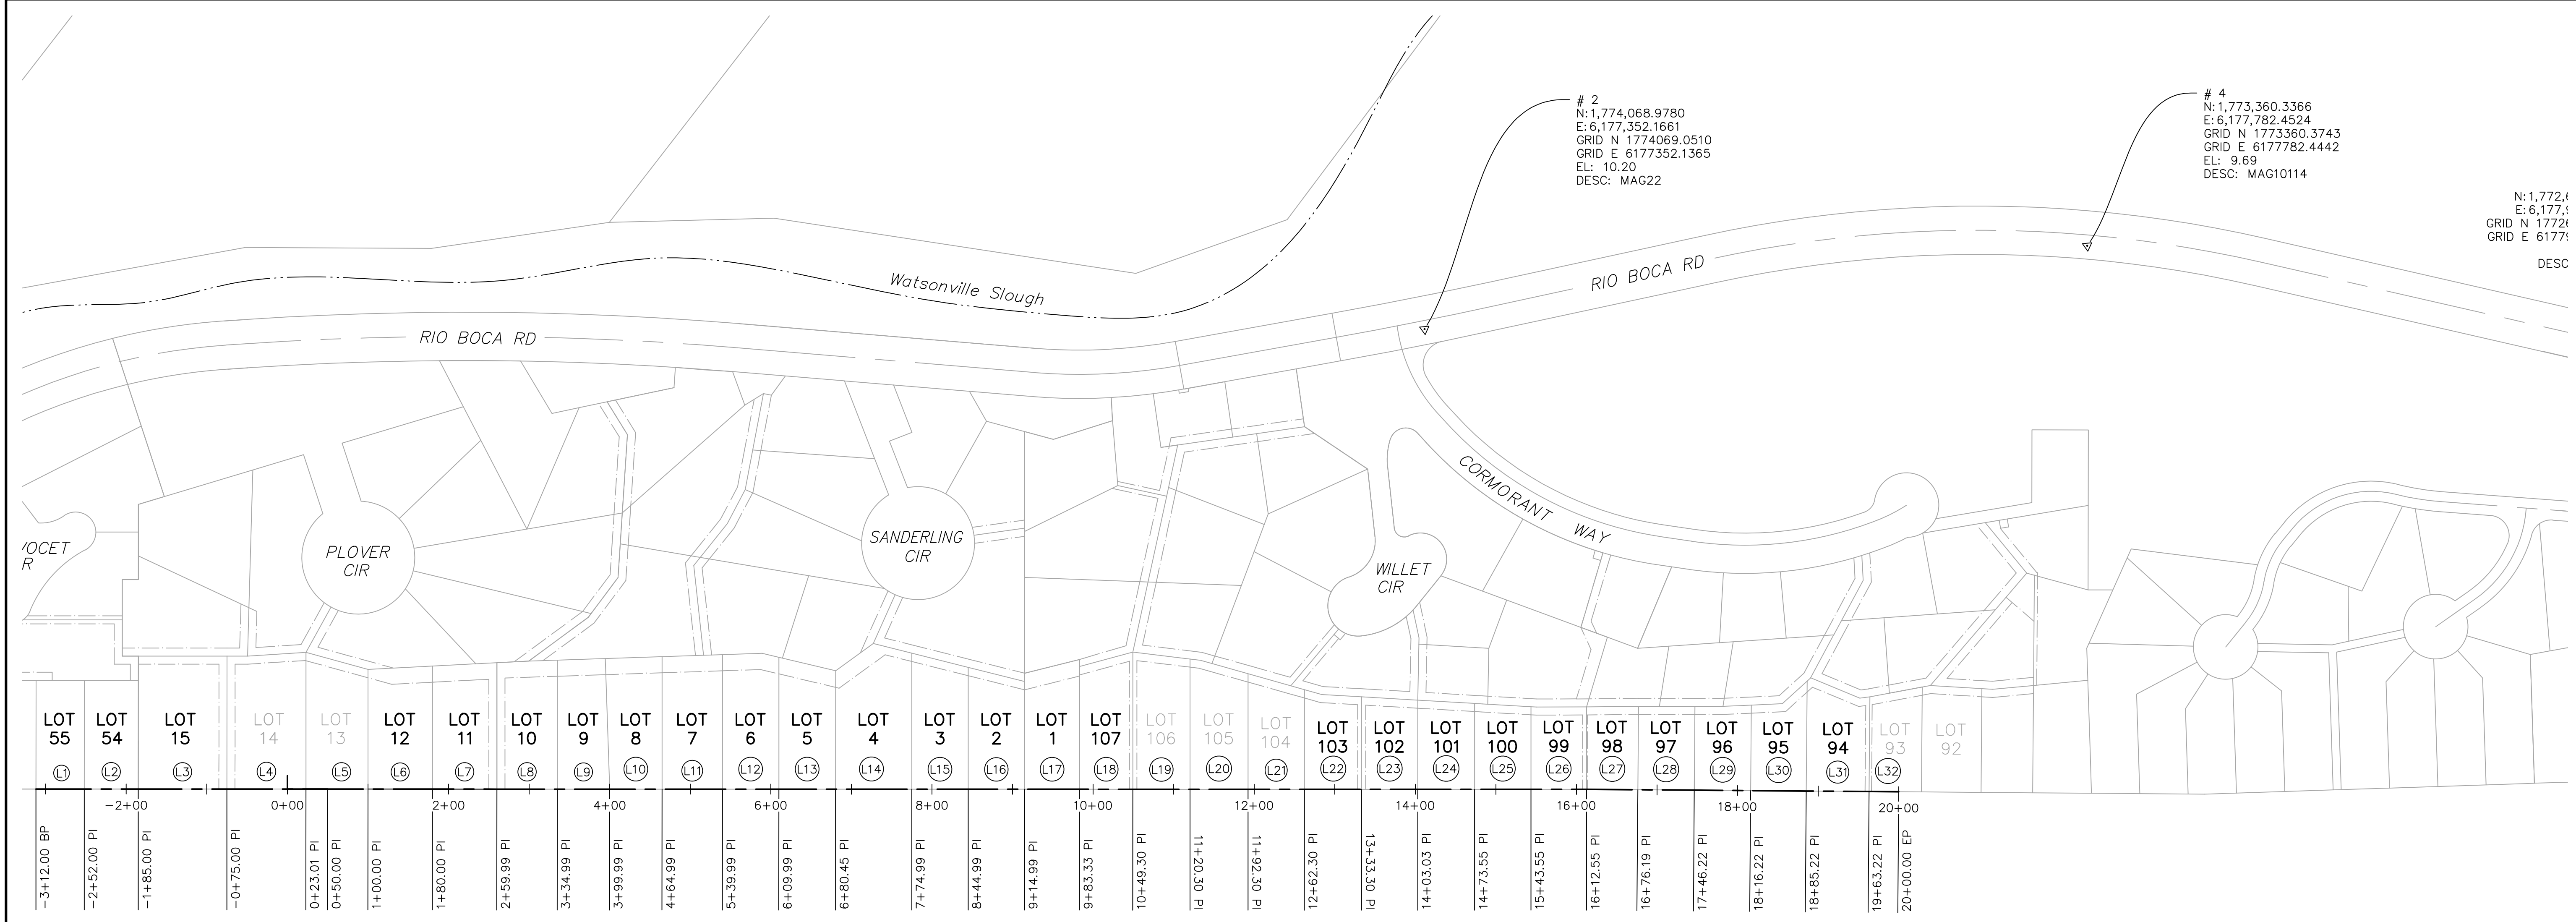 # 2
N:1,774,068.9780
E:6,177,352.1661
GRID N 1774069.0510
GRID E 6177352.1365
EL: 10.20
DESC: MAG22
# 4
N:1,773,360.3366
E:6,177,782.4524
GRID N 1773360.3743
GRID E 6177782.4442
EL: 9.69
DESC: MAG10114
N:1,772,
E:6,177,
GRID N 1772
GRID E 6177
DESC
Watsonville Slough
RIO BOCA RD
RIO BOCA RD
OCET
R
PLOVER
CIR
SANDERLING
CIR
WILLET
CIR
CORMORANT WAY
LOT
55
LOT
54
LOT
15
LOT
14
LOT
13
LOT
12
LOT
11
LOT
10
LOT
9
LOT
8
LOT
7
LOT
6
LOT
5
LOT
4
LOT
3
LOT
2
LOT
1
LOT
107
LOT
106
LOT
105
LOT
104
LOT
103
LOT
102
LOT
101
LOT
100
LOT
99
LOT
98
LOT
97
LOT
96
LOT
95
LOT
94
LOT
93
LOT
92
L1
L2
L3
L4
L5
L6
L7
L8
L9
L10
L11
L12
L13
L14
L15
L16
L17
L18
L19
L20
L21
L22
L23
L24
L25
L26
L27
L28
L29
L30
L31
L32
-2+00
0+00
2+00
4+00
6+00
8+00
10+00
12+00
14+00
16+00
18+00
20+00
-3+12.00 BP
-2+52.00 PI
-1+85.00 PI
-0+75.00 PI
0+23.01 PI
0+50.00 PI
1+00.00 PI
1+80.00 PI
2+59.99 PI
3+34.99 PI
3+99.99 PI
4+64.99 PI
5+39.99 PI
6+09.99 PI
6+80.45 PI
7+74.99 PI
8+44.99 PI
9+14.99 PI
9+83.33 PI
10+49.30 PI
11+20.30 PI
11+92.30 PI
12+62.30 PI
13+33.30 PI
14+03.03 PI
14+73.55 PI
15+43.55 PI
16+12.55 PI
16+76.19 PI
17+46.22 PI
18+16.22 PI
18+85.22 PI
19+63.22 PI
20+00.00 EP